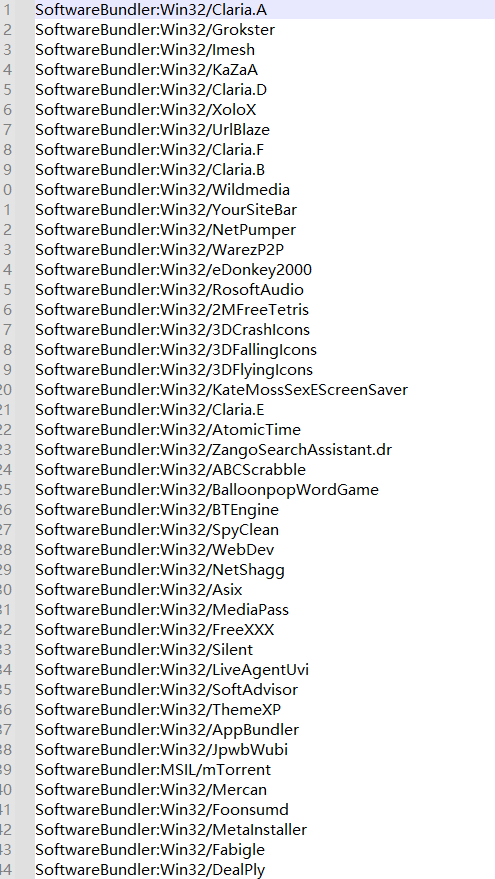 1 SoftwareBundler:Win32/Claria.A
2 SoftwareBundler:Win32/Grokster
3 SoftwareBundler:Win32/Imesh
4 SoftwareBundler:Win32/KaZaA
5 SoftwareBundler:Win32/Claria.D
6 SoftwareBundler:Win32/XoloX
7 SoftwareBundler:Win32/UrlBlaze
8 SoftwareBundler:Win32/Claria.F
9 SoftwareBundler:Win32/Claria.B
0 SoftwareBundler:Win32/Wildmedia
1 SoftwareBundler:Win32/YourSiteBar
2 SoftwareBundler:Win32/NetPumper
3 SoftwareBundler:Win32/WarezP2P
4 SoftwareBundler:Win32/eDonkey2000
5 SoftwareBundler:Win32/RosoftAudio
6 SoftwareBundler:Win32/2MFreeTetris
7 SoftwareBundler:Win32/3DCrashIcons
8 SoftwareBundler:Win32/3DFallingIcons
9 SoftwareBundler:Win32/3DFlyingIcons
20 SoftwareBundler:Win32/KateMossSexEScreenSaver
21 SoftwareBundler:Win32/Claria.E
22 SoftwareBundler:Win32/AtomicTime
23 SoftwareBundler:Win32/ZangoSearchAssistant.dr
24 SoftwareBundler:Win32/ABCScrabble
25 SoftwareBundler:Win32/BalloonpopWordGame
26 SoftwareBundler:Win32/BTEngine
27 SoftwareBundler:Win32/SpyClean
28 SoftwareBundler:Win32/WebDev
29 SoftwareBundler:Win32/NetShagg
30 SoftwareBundler:Win32/Asix
31 SoftwareBundler:Win32/MediaPass
32 SoftwareBundler:Win32/FreeXXX
33 SoftwareBundler:Win32/Silent
34 SoftwareBundler:Win32/LiveAgentUvi
35 SoftwareBundler:Win32/SoftAdvisor
36 SoftwareBundler:Win32/ThemeXP
37 SoftwareBundler:Win32/AppBundler
38 SoftwareBundler:Win32/JpwbWubi
39 SoftwareBundler:MSIL/mTorrent
40 SoftwareBundler:Win32/Mercan
41 SoftwareBundler:Win32/Foonsumd
42 SoftwareBundler:Win32/MetaInstaller
43 SoftwareBundler:Win32/Fabigle
44 SoftwareBundler:Win32/DealPly